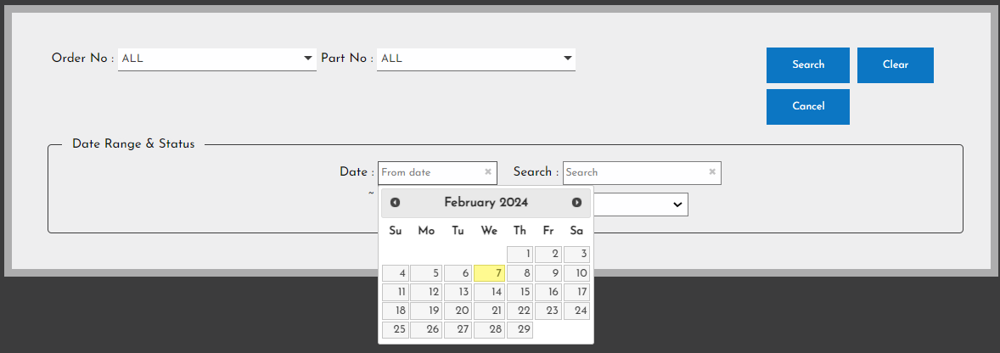 Order No : ALL Part No : ALL Search Clear
Cancel
Date Range & Status
Date : From date × Search : Search ×
~
February 2024
Su Mo Tu We Th Fr Sa
1 2 3
4 5 6 7 8 9 10
11 12 13 14 15 16 17
18 19 20 21 22 23 24
25 26 27 28 29